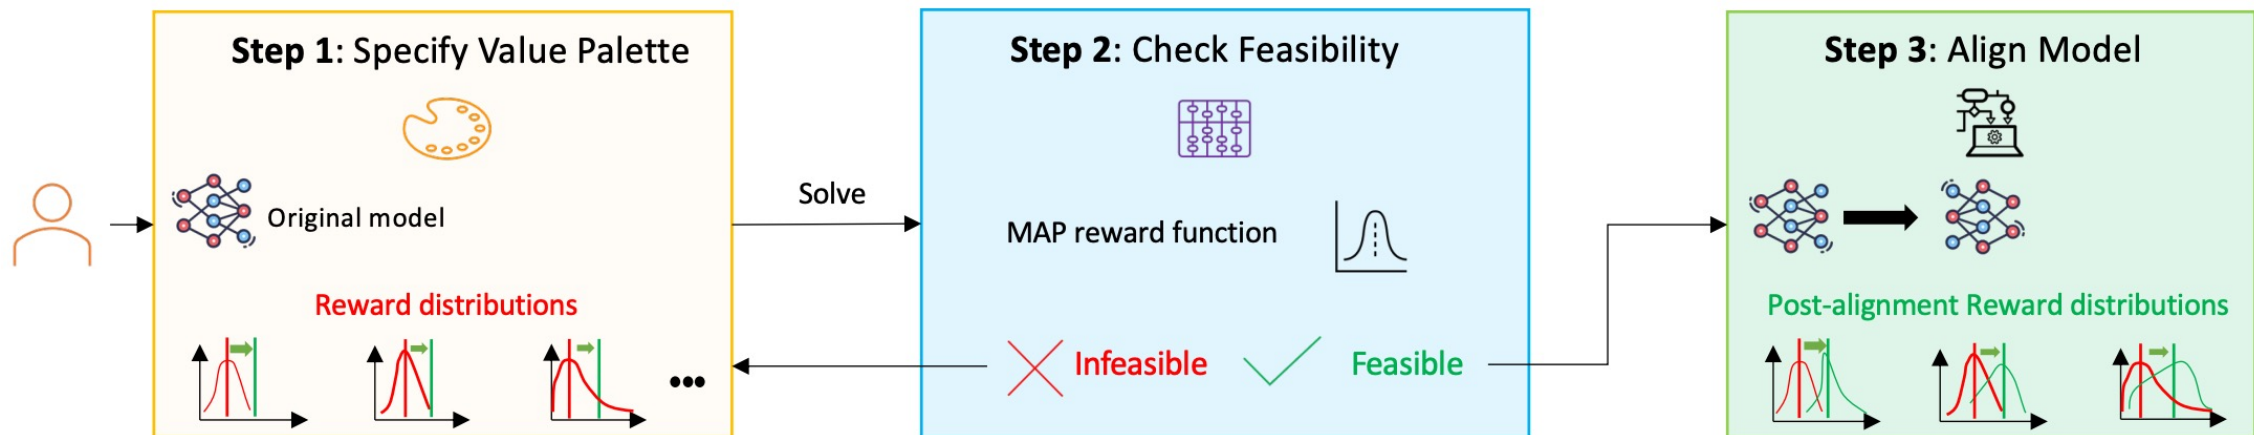 Step 1: Specify Value Palette
Original model
Reward distributions
Solve
Step 2: Check Feasibility
MAP reward function
Infeasible
Feasible
Step 3: Align Model
Post-alignment Reward distributions